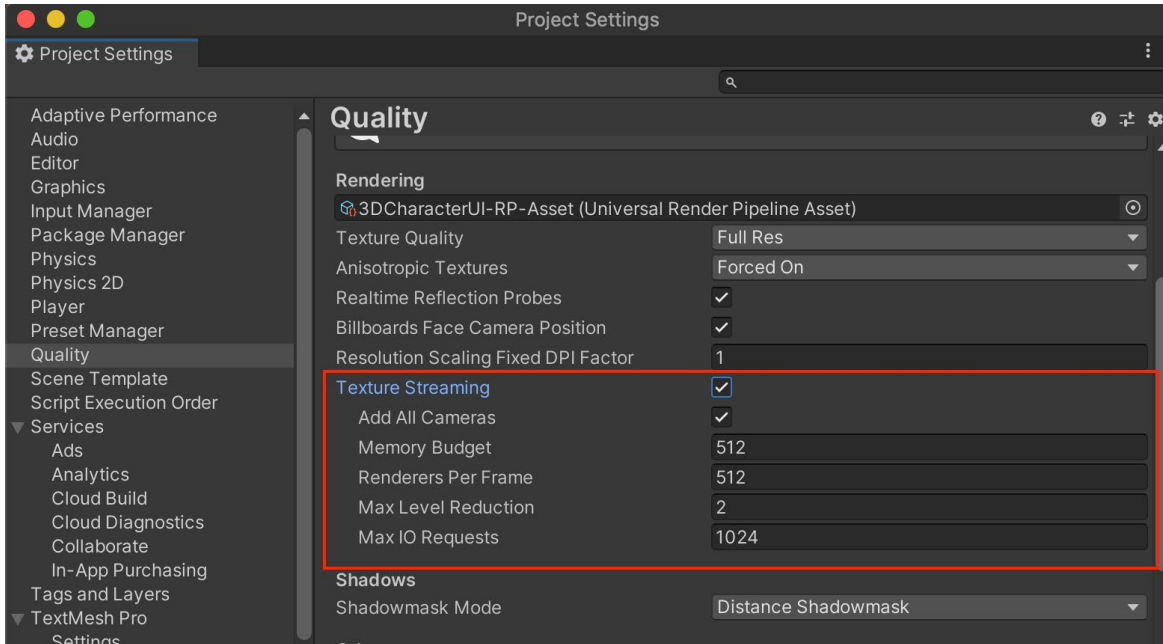 Project Settings
Project Settings
Adaptive Performance
Audio
Editor
Graphics
Input Manager
Package Manager
Physics
Physics 2D
Player
Preset Manager
Quality
Scene Template
Script Execution Order
Services
Ads
Analytics
Cloud Build
Cloud Diagnostics
Collaborate
In-App Purchasing
Tags and Layers
TextMesh Pro
Settings
Quality
Rendering
3DCharacterUI-RP-Asset (Universal Render Pipeline Asset)
Texture Quality Full Res
Anisotropic Textures Forced On
Realtime Reflection Probes
Billboards Face Camera Position
Resolution Scaling Fixed DPI Factor 1
Texture Streaming
Add All Cameras
Memory Budget 512
Renderers Per Frame 512
Max Level Reduction 2
Max IO Requests 1024
Shadows
Shadowmask Mode Distance Shadowmask